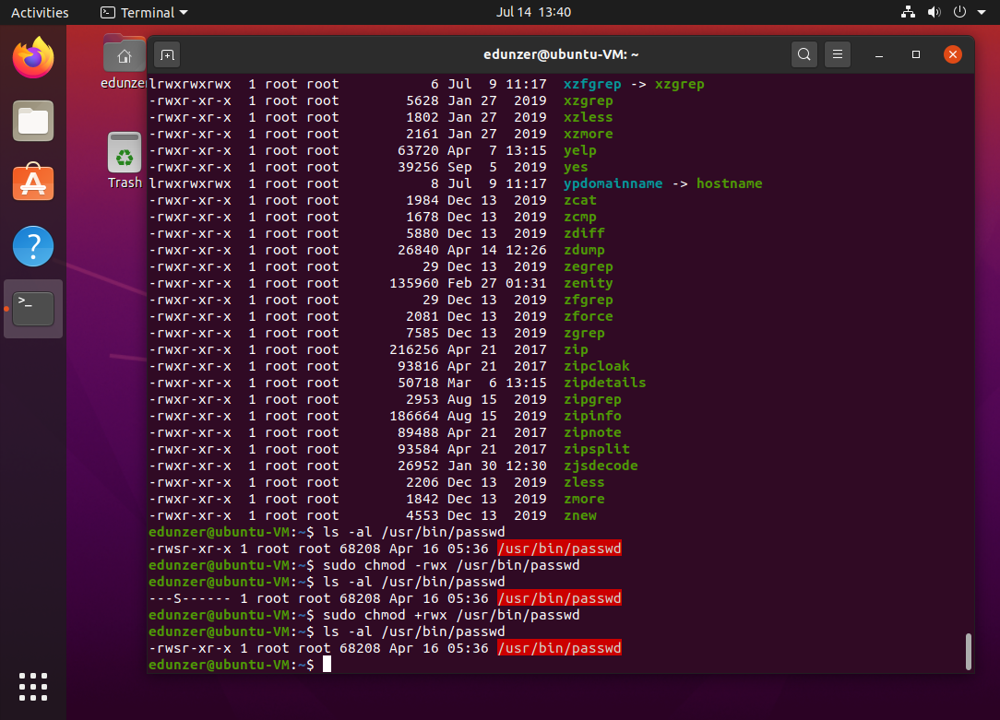 Activities
Terminal
Jul 14 13:40
edunzer@ubuntu-VM: ~
edunze
Trash
lrwxrwxrwx 1 root root 6 Jul 9 11:17 xzfgrep -> xzgrep
-rwxr-xr-x 1 root root 5628 Jan 27 2019 xzgrep
-rwxr-xr-x 1 root root 1802 Jan 27 2019 xzless
-rwxr-xr-x 1 root root 2161 Jan 27 2019 xzmore
-rwxr-xr-x 1 root root 63720 Apr 7 13:15 yelp
-rwxr-xr-x 1 root root 39256 Sep 5 2019 yes
lrwxrwxrwx 1 root root 8 Jul 9 11:17 ypdomainname -> hostname
-rwxr-xr-x 1 root root 1984 Dec 13 2019 zcat
-rwxr-xr-x 1 root root 1678 Dec 13 2019 zcmp
-rwxr-xr-x 1 root root 5880 Dec 13 2019 zdiff
-rwxr-xr-x 1 root root 26840 Apr 14 12:26 zdump
-rwxr-xr-x 1 root root 29 Dec 13 2019 zegrep
-rwxr-xr-x 1 root root 135960 Feb 27 01:31 zenity
-rwxr-xr-x 1 root root 29 Dec 13 2019 zfgrep
-rwxr-xr-x 1 root root 2081 Dec 13 2019 zforce
-rwxr-xr-x 1 root root 7585 Dec 13 2019 zgrep
-rwxr-xr-x 1 root root 216256 Apr 21 2017 zip
-rwxr-xr-x 1 root root 93816 Apr 21 2017 zipcloak
-rwxr-xr-x 1 root root 50718 Mar 6 13:15 zipdetails
-rwxr-xr-x 1 root root 2953 Aug 15 2019 zipgrep
-rwxr-xr-x 1 root root 186664 Aug 15 2019 zipinfo
-rwxr-xr-x 1 root root 89488 Apr 21 2017 zipnote
-rwxr-xr-x 1 root root 93584 Apr 21 2017 zipsplit
-rwxr-xr-x 1 root root 26952 Jan 30 12:30 zjsdecode
-rwxr-xr-x 1 root root 2206 Dec 13 2019 zless
-rwxr-xr-x 1 root root 1842 Dec 13 2019 zmore
-rwxr-xr-x 1 root root 4553 Dec 13 2019 znew
edunzer@ubuntu-VM:~$ ls -al /usr/bin/passwd
-rwsr-xr-x 1 root root 68208 Apr 16 05:36 /usr/bin/passwd
edunzer@ubuntu-VM:~$ sudo chmod -rwx /usr/bin/passwd
edunzer@ubuntu-VM:~$ ls -al /usr/bin/passwd
---S------ 1 root root 68208 Apr 16 05:36 /usr/bin/passwd
edunzer@ubuntu-VM:~$ sudo chmod +rwx /usr/bin/passwd
edunzer@ubuntu-VM:~$ ls -al /usr/bin/passwd
-rwsr-xr-x 1 root root 68208 Apr 16 05:36 /usr/bin/passwd
edunzer@ubuntu-VM:~$